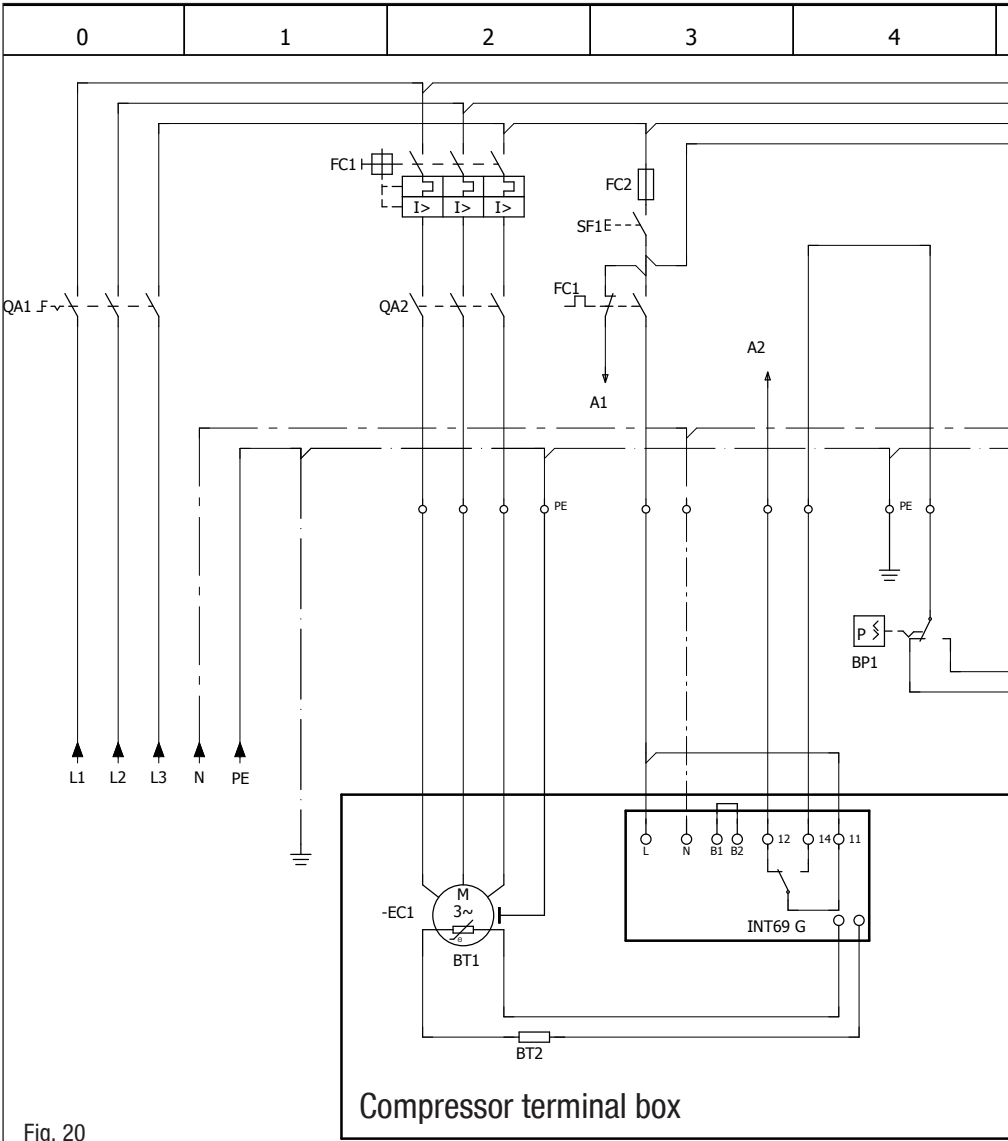 0 1 2 3 4
FC1
I> I> I>
FC2
SF1
QA1
QA2
FC1
A2
A1
PE
PE
P
BP1
L1 L2 L3 N PE
L N B1 B2 12 14 11
-EC1
M
3~
INT69 G
BT1
BT2
Compressor terminal box
Fig. 20